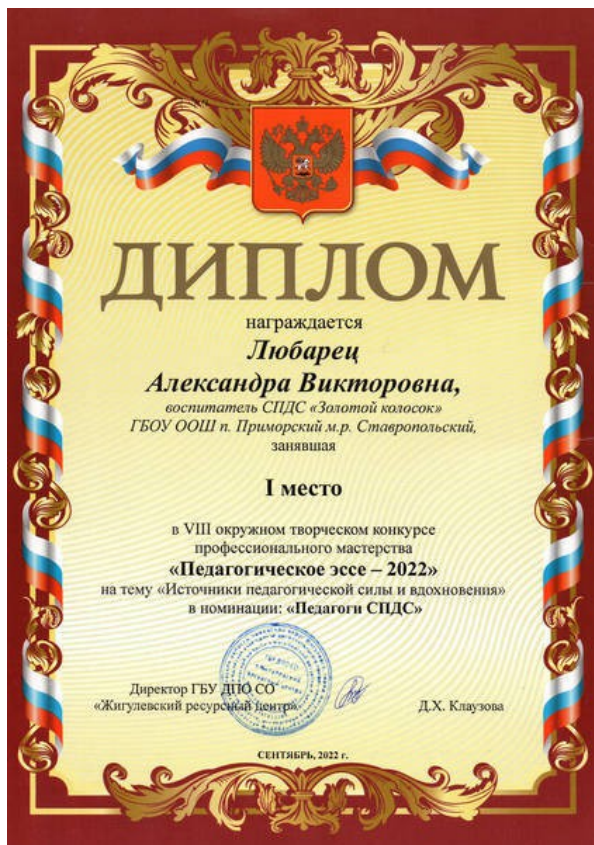 ДИПЛОМ
награждается
Любарец
Александра Викторовна,
воспитатель СПДС «Золотой колосок»
ГБОУ ООШ п. Приморский м.р. Ставропольский,
занявшая
I место
в VIII окружном творческом конкурсе
профессионального мастерства
«Педагогическое эссе – 2022»
на тему «Источники педагогической силы и вдохновения»
в номинации: «Педагоги СПДС»
Директор ГБУ ДПО СО
«Жигулевский ресурсный центр»
Д.Х. Клаузова
СЕНТЯБРЬ, 2022 г.